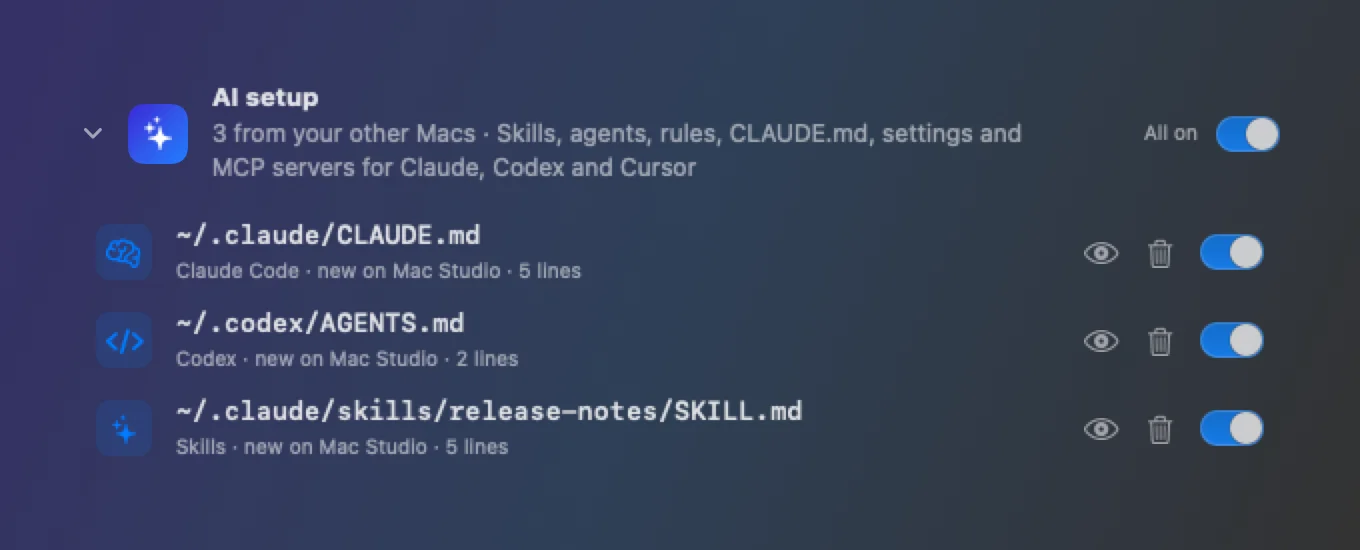 AI setup
3 from your other Macs · Skills, agents, rules, CLAUDE.md, settings and
MCP servers for Claude, Codex and Cursor
All on
~/.claude/CLAUDE.md
Claude Code · new on Mac Studio · 5 lines
~/.codex/AGENTS.md
Codex · new on Mac Studio · 2 lines
~/.claude/skills/release-notes/SKILL.md
Skills · new on Mac Studio · 5 lines